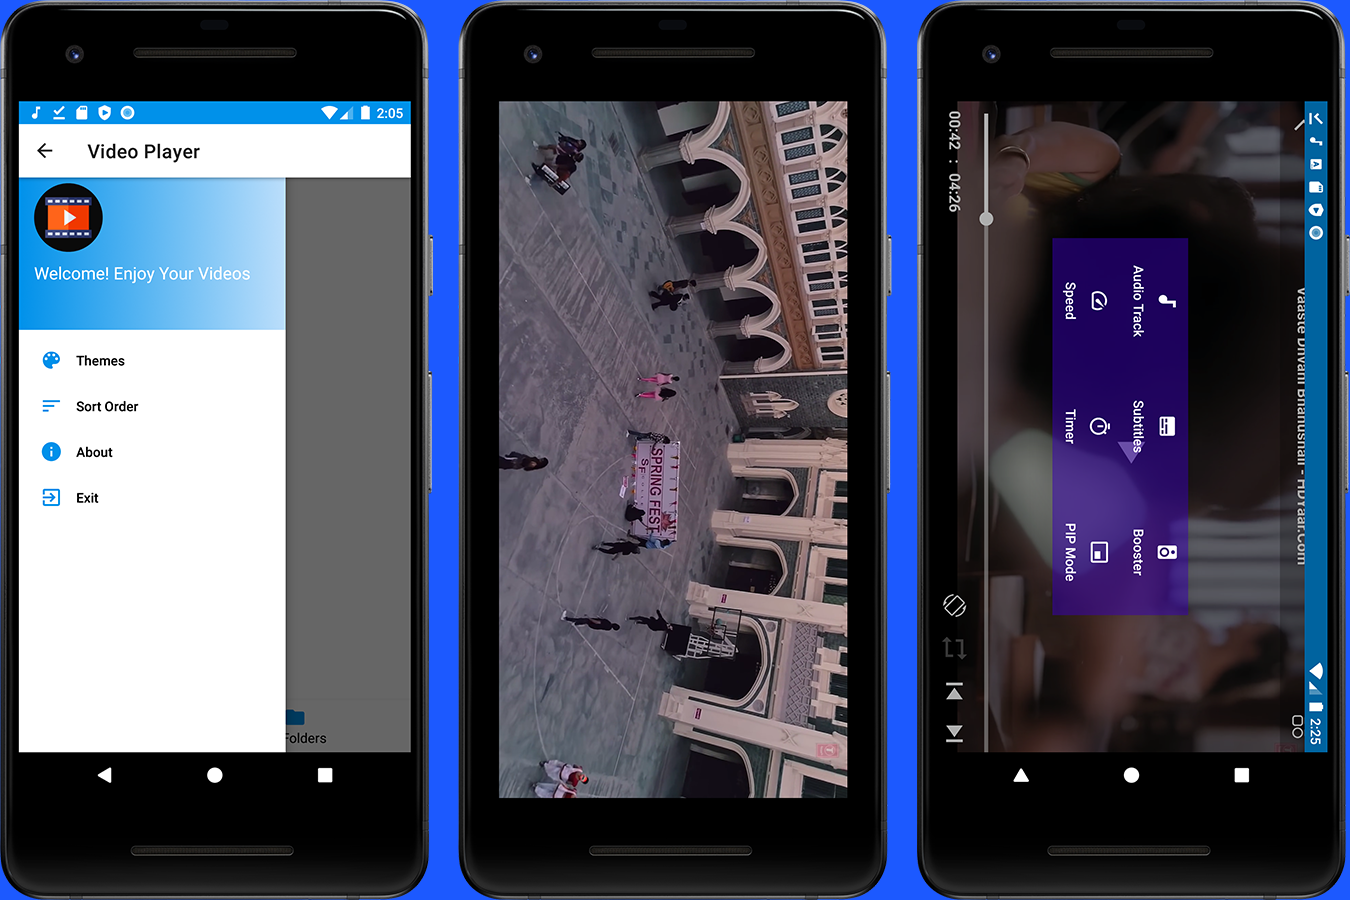 2:05
Video Player
Welcome! Enjoy Your Videos
Themes
Sort Order
About
Exit
Folders
SPRING FEST
2:25
Vaaste Dhvani Bhanushali - HDYaar.Com
Audio Track
Subtitles
Booster
Speed
Timer
PIP Mode
00:42 : 04:26